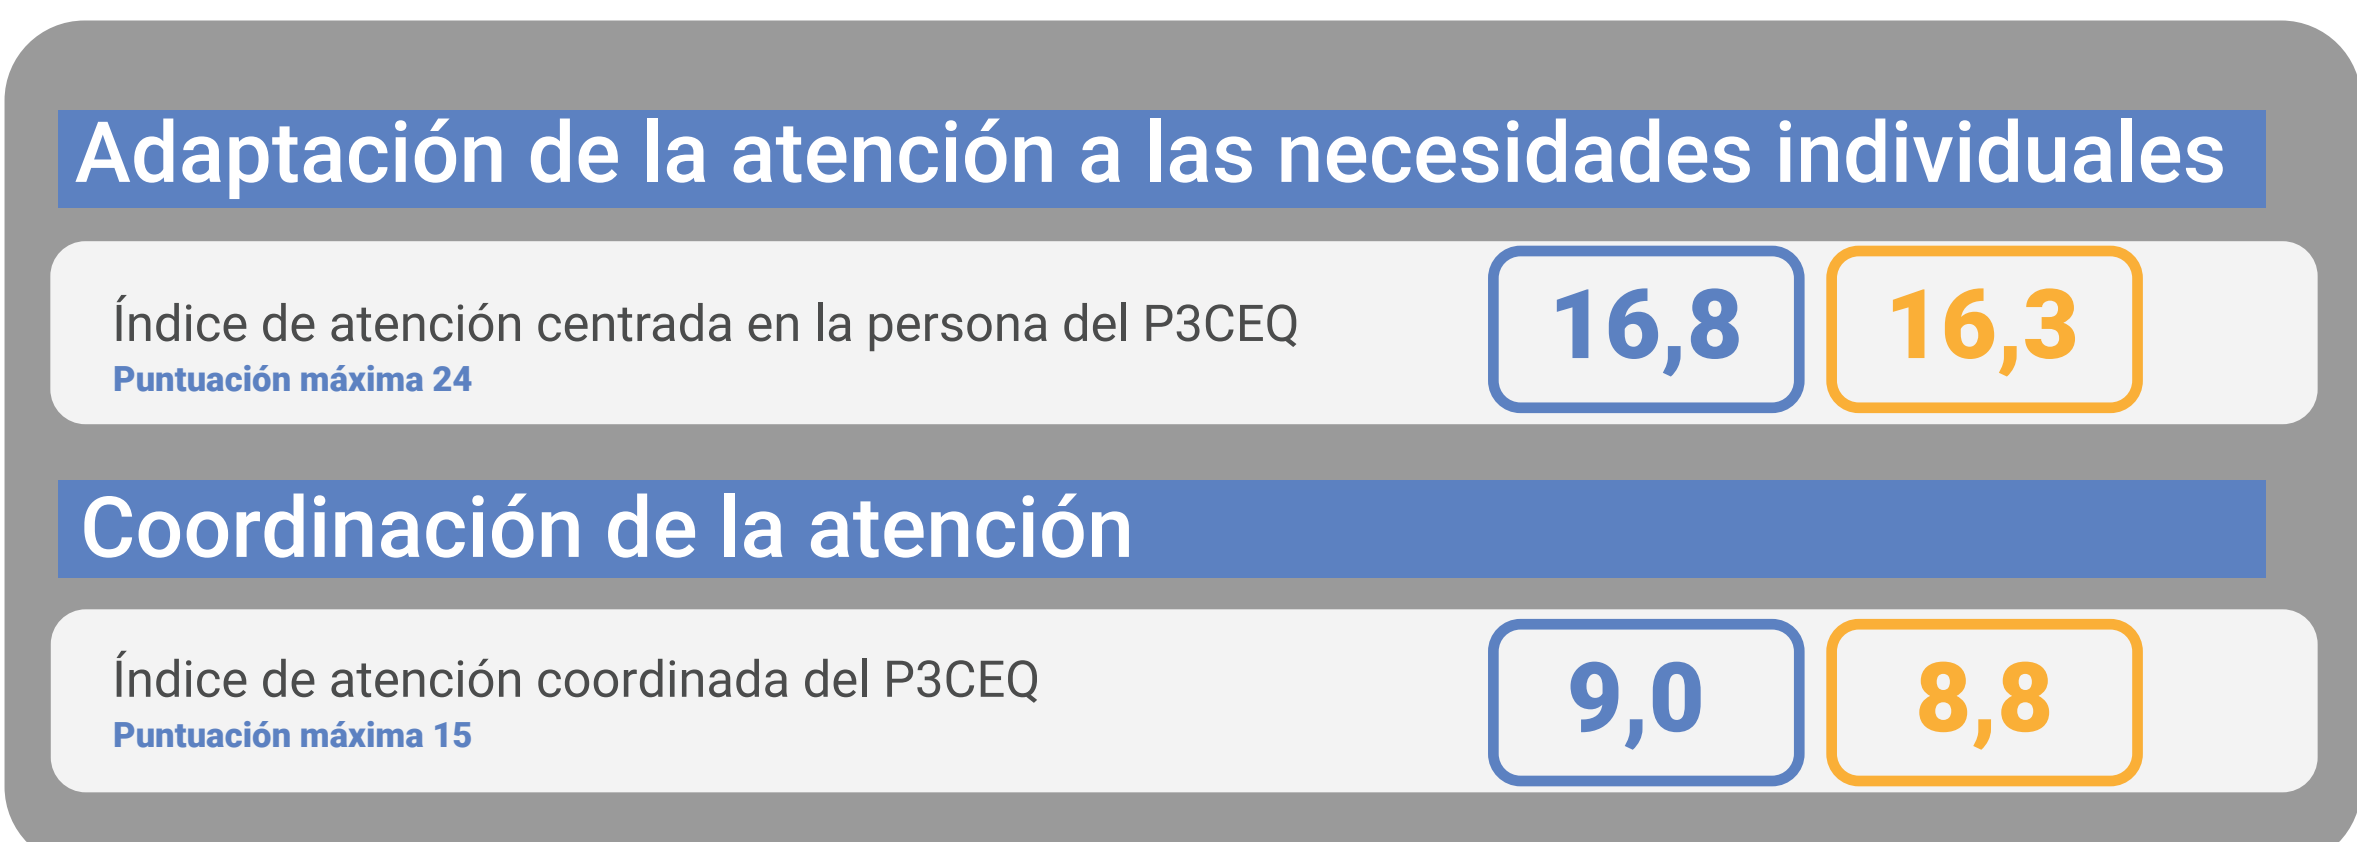 Adaptación de la atención a las necesidades individuales
Índice de atención centrada en la persona del P3CEQ
Puntuación máxima 24
16,8
16,3
Coordinación de la atención
Índice de atención coordinada del P3CEQ
Puntuación máxima 15
9,0
8,8